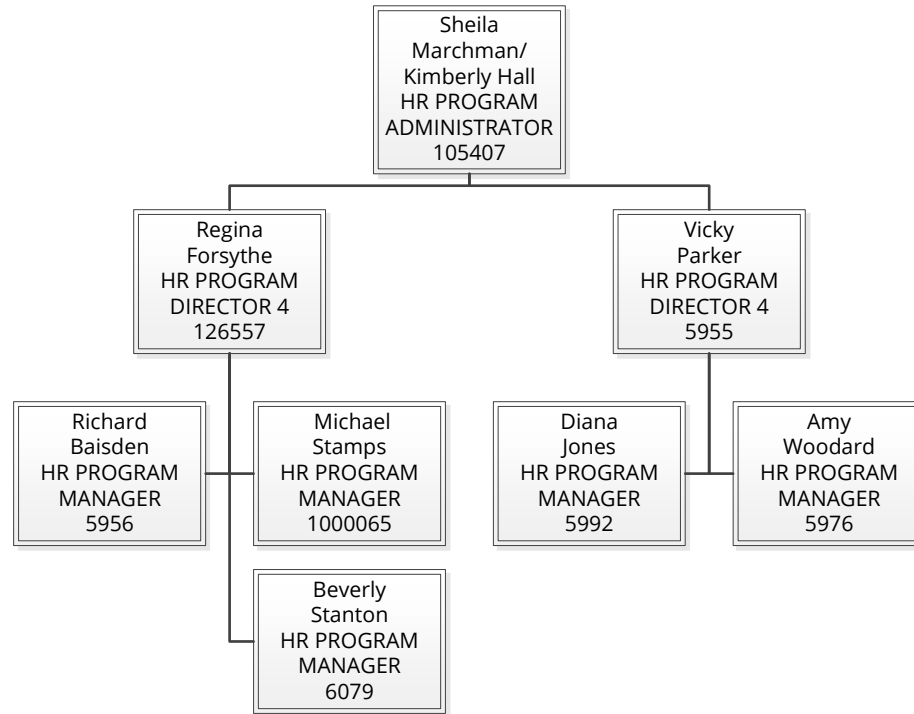 Sheila
Marchman/
Kimberly Hall
HR PROGRAM
ADMINISTRATOR
105407
Regina
Forsythe
HR PROGRAM
DIRECTOR 4
126557
Vicky
Parker
HR PROGRAM
DIRECTOR 4
5955
Richard
Baisden
HR PROGRAM
MANAGER
5956
Michael
Stamps
HR PROGRAM
MANAGER
1000065
Diana
Jones
HR PROGRAM
MANAGER
5992
Amy
Woodard
HR PROGRAM
MANAGER
5976
Beverly
Stanton
HR PROGRAM
MANAGER
6079